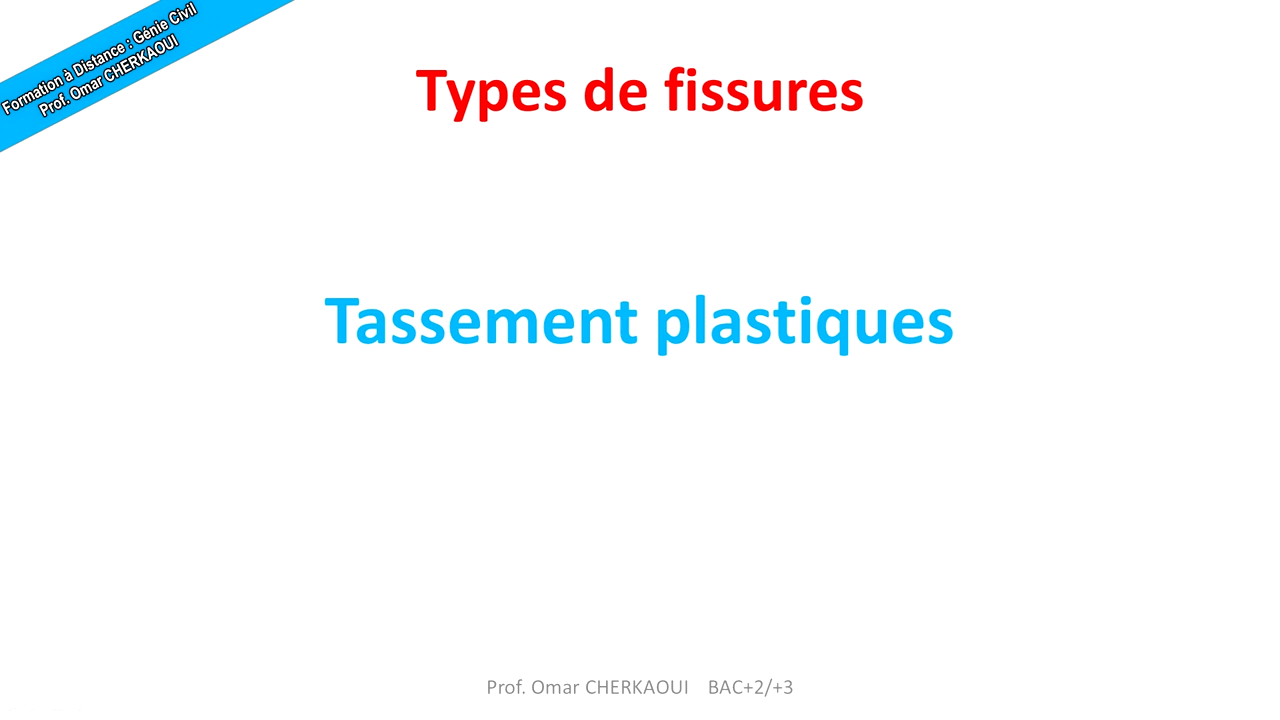 Formation à Distance : Génie Civil
Prof. Omar CHERKAOUI
Types de fissures
Tassement plastiques
Prof. Omar CHERKAOUI BAC+2/+3